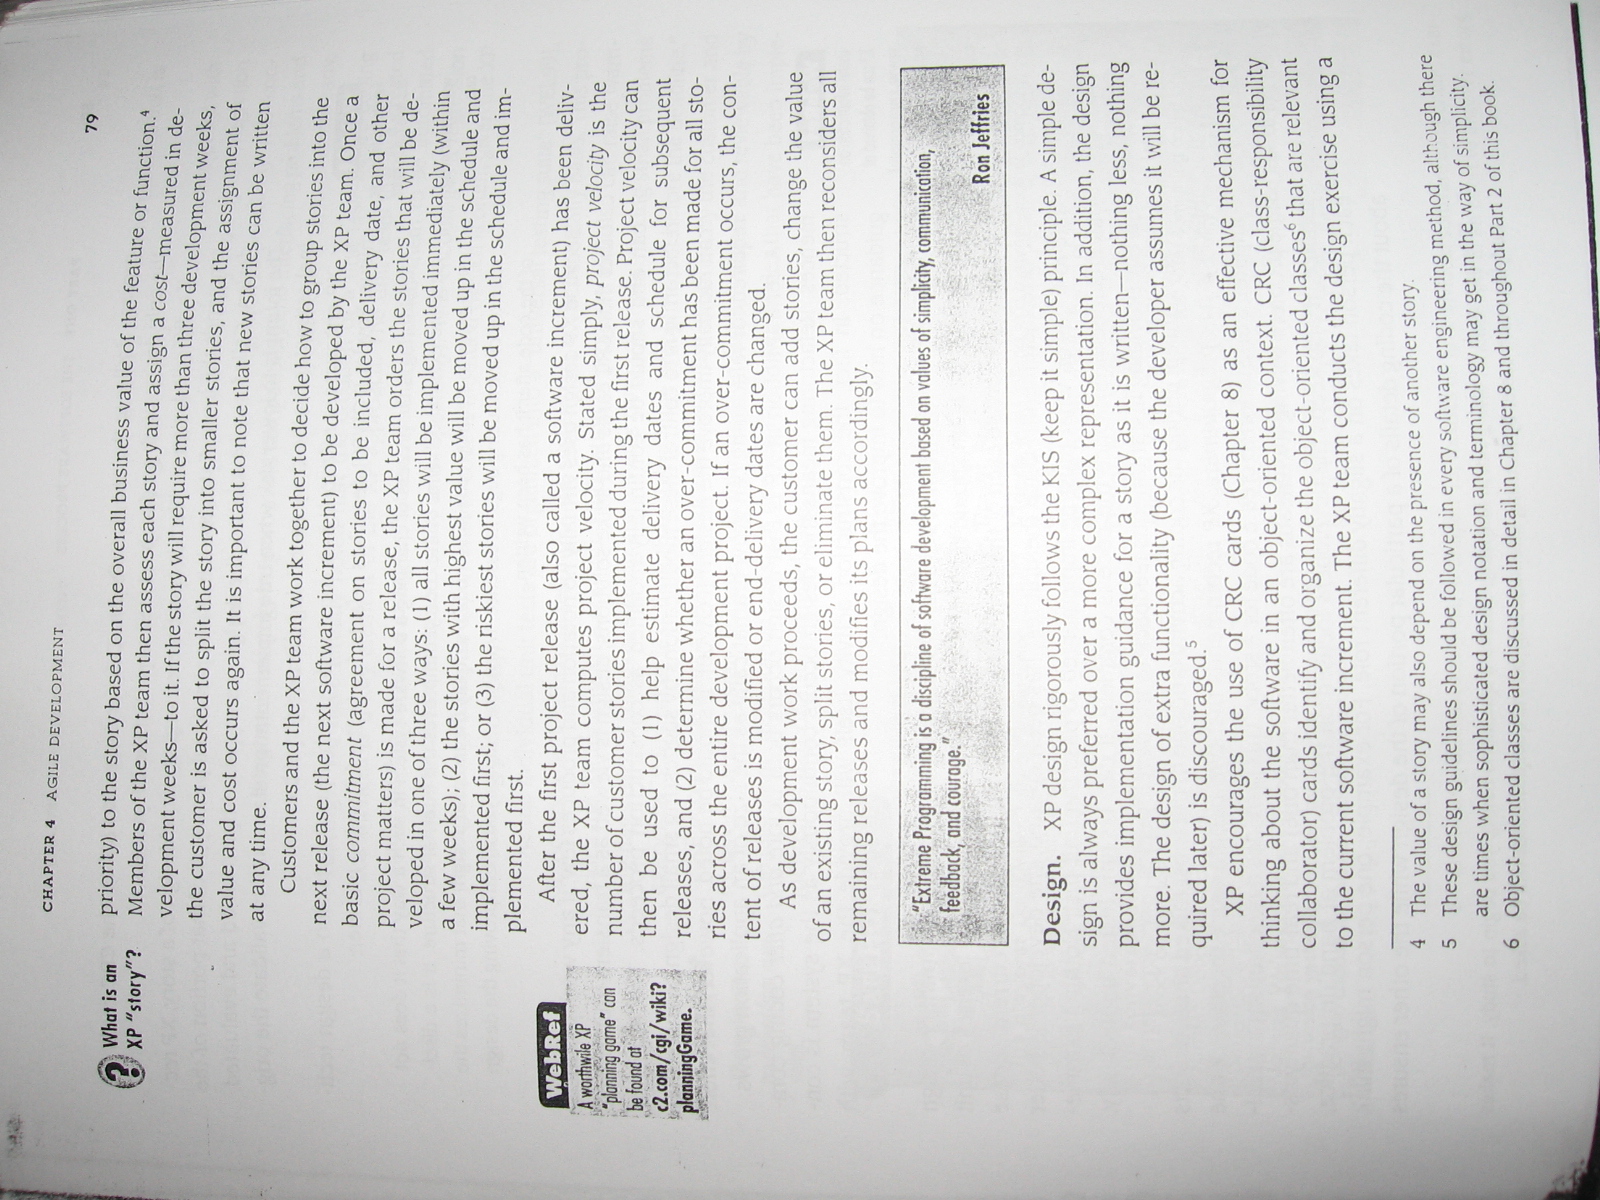 CHAPTER 4 AGILE DEVELOPMENT
79
What is an
XP "story"?
priority) to the story based on the overall business value of the feature or function.4
Members of the XP team then assess each story and assign a cost—measured in de-
velopment weeks—to it. If the story will require more than three development weeks,
the customer is asked to split the story into smaller stories, and the assignment of
value and cost occurs again. It is important to note that new stories can be written
at any time.
Customers and the XP team work together to decide how to group stories into the
next release (the next software increment) to be developed by the XP team. Once a
basic commitment (agreement on stories to be included, delivery date, and other
project matters) is made for a release, the XP team orders the stories that will be de-
veloped in one of three ways: (1) all stories will be implemented immediately (within
a few weeks); (2) the stories with highest value will be moved up in the schedule and
implemented first; or (3) the riskiest stories will be moved up in the schedule and im-
plemented first.
WebRef
A worthwile XP
"planning game" can
be found at
c2.com/cgi/wiki?
planningGame.
After the first project release (also called a software increment) has been deliv-
ered, the XP team computes project velocity. Stated simply, project velocity is the
number of customer stories implemented during the first release. Project velocity can
then be used to (1) help estimate delivery dates and schedule for subsequent
releases, and (2) determine whether an over-commitment has been made for all sto-
ries across the entire development project. If an over-commitment occurs, the con-
tent of releases is modified or end-delivery dates are changed.
As development work proceeds, the customer can add stories, change the value
of an existing story, split stories, or eliminate them. The XP team then reconsiders all
remaining releases and modifies its plans accordingly.
"Extreme Programming is a discipline of software development based on values of simplicity, communication,
feedback, and courage."
Ron Jeffries
Design. XP design rigorously follows the KIS (keep it simple) principle. A simple de-
sign is always preferred over a more complex representation. In addition, the design
provides implementation guidance for a story as it is written—nothing less, nothing
more. The design of extra functionality (because the developer assumes it will be re-
quired later) is discouraged.5
XP encourages the use of CRC cards (Chapter 8) as an effective mechanism for
thinking about the software in an object-oriented context. CRC (class-responsibility
collaborator) cards identify and organize the object-oriented classes6 that are relevant
to the current software increment. The XP team conducts the design exercise using a
4 The value of a story may also depend on the presence of another story.
5 These design guidelines should be followed in every software engineering method, although there
are times when sophisticated design notation and terminology may get in the way of simplicity.
6 Object-oriented classes are discussed in detail in Chapter 8 and throughout Part 2 of this book.